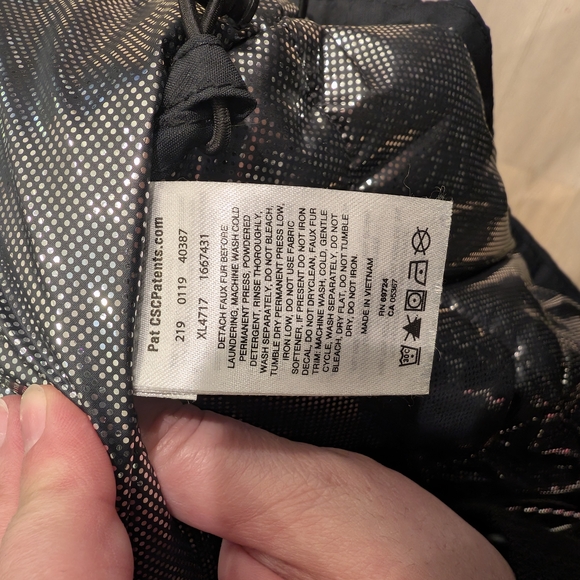 Pat CSCPatents.com
219 0119 40387
XL4717 1667431
DETACH FAUX FUR BEFORE
LAUNDERING, MACHINE WASH COLD
PERMANENT PRESS, POWDERED
DETERGENT, RINSE THOROUGHLY,
WASH SEPARATELY, DO NOT BLEACH,
TUMBLE DRY PERMANENT PRESS LOW,
IRON LOW, DO NOT USE FABRIC
SOFTENER, IF PRESENT DO NOT IRON
DECAL, DO NOT DRYCLEAN, FAUX FUR
TRIM: MACHINE WASH, COLD, GENTLE
CYCLE, WASH SEPARATELY, DO NOT
BLEACH, DRY FLAT, DO NOT TUMBLE
DRY, DO NOT IRON
MADE IN VIETNAM
RN 69724
CA 05367